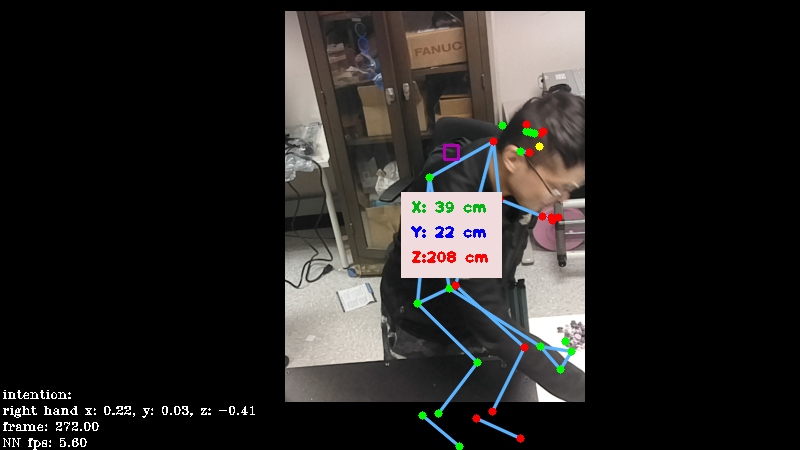 FANUC
X: 39 cm
Y: 22 cm
Z:208 cm
intention:
right hand x: 0.22, y: 0.03, z: -0.41
frame: 272.00
NN fps: 5.60